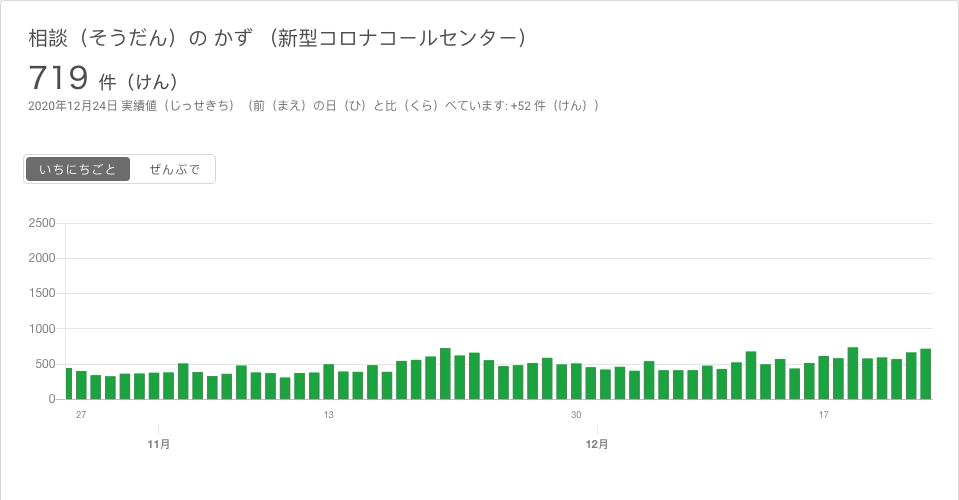 相談（そうだん）の かず （新型コロナコールセンター）
719 件（けん）
2020年12月24日 実績値（じっせきち）（前（まえ）の日（ひ）と比（くら）べています: +52 件（けん））
いちにちごと ぜんぶで
2500
2000
1500
1000
500
0
27 13 30 17
11月 12月